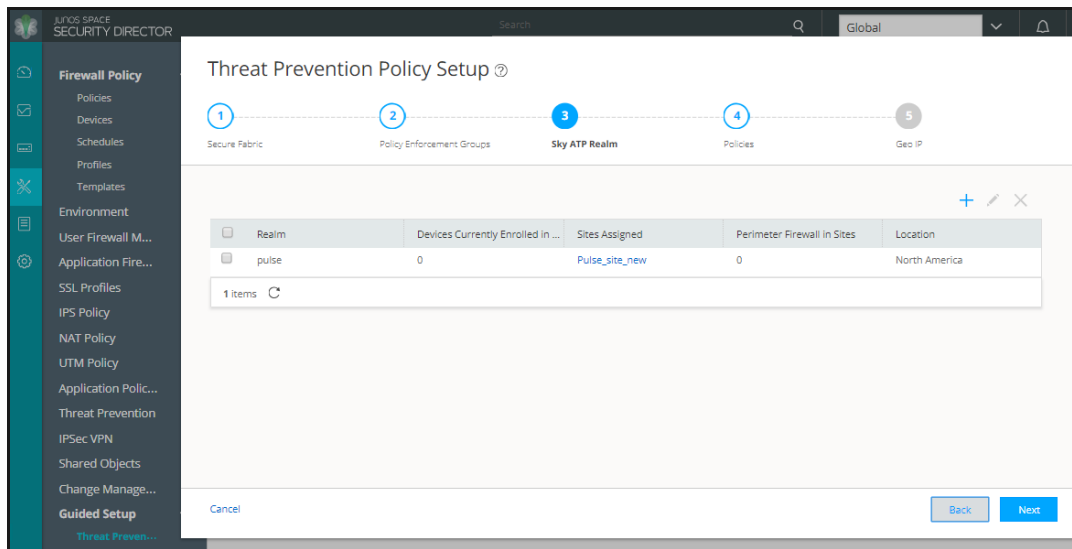 JUNOS SPACE
SECURITY DIRECTOR
Search
Global
Firewall Policy
Policies
Devices
Schedules
Profiles
Templates
Environment
User Firewall M...
Application Fire...
SSL Profiles
IPS Policy
NAT Policy
UTM Policy
Application Polic...
Threat Prevention
IPSec VPN
Shared Objects
Change Manage...
Guided Setup
Threat Preven...
Threat Prevention Policy Setup ?
1 2 3 4 5
Secure Fabric Policy Enforcement Groups Sky ATP Realm Policies Geo IP
Realm Devices Currently Enrolled in ... Sites Assigned Perimeter Firewall in Sites Location
pulse 0 Pulse_site_new 0 North America
1 items
Cancel Back Next